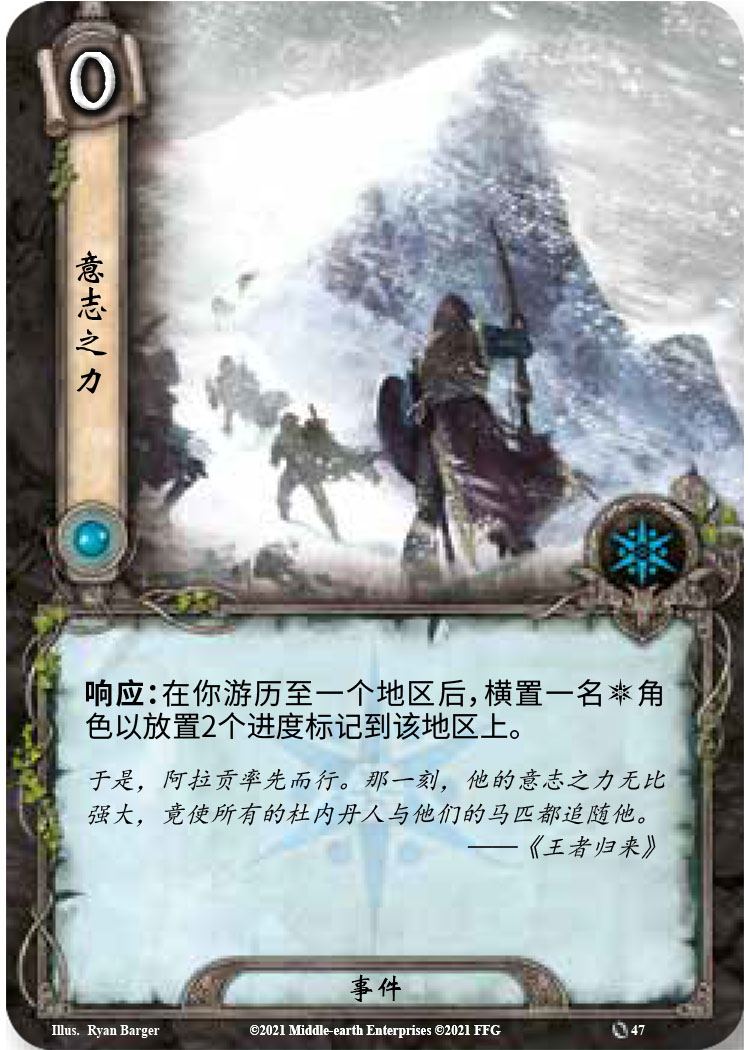 0
意志之力
响应：在你游历至一个地区后，横置一名角
色以放置2个进度标记到该地区上。
于是，阿拉贡率先而行。那一刻，他的意志之力无比
强大，竟使所有的杜内丹人与他们的马匹都追随他。
——《王者归来》
事件
Illus. Ryan Barger
©2021 Middle-earth Enterprises ©2021 FFG
47